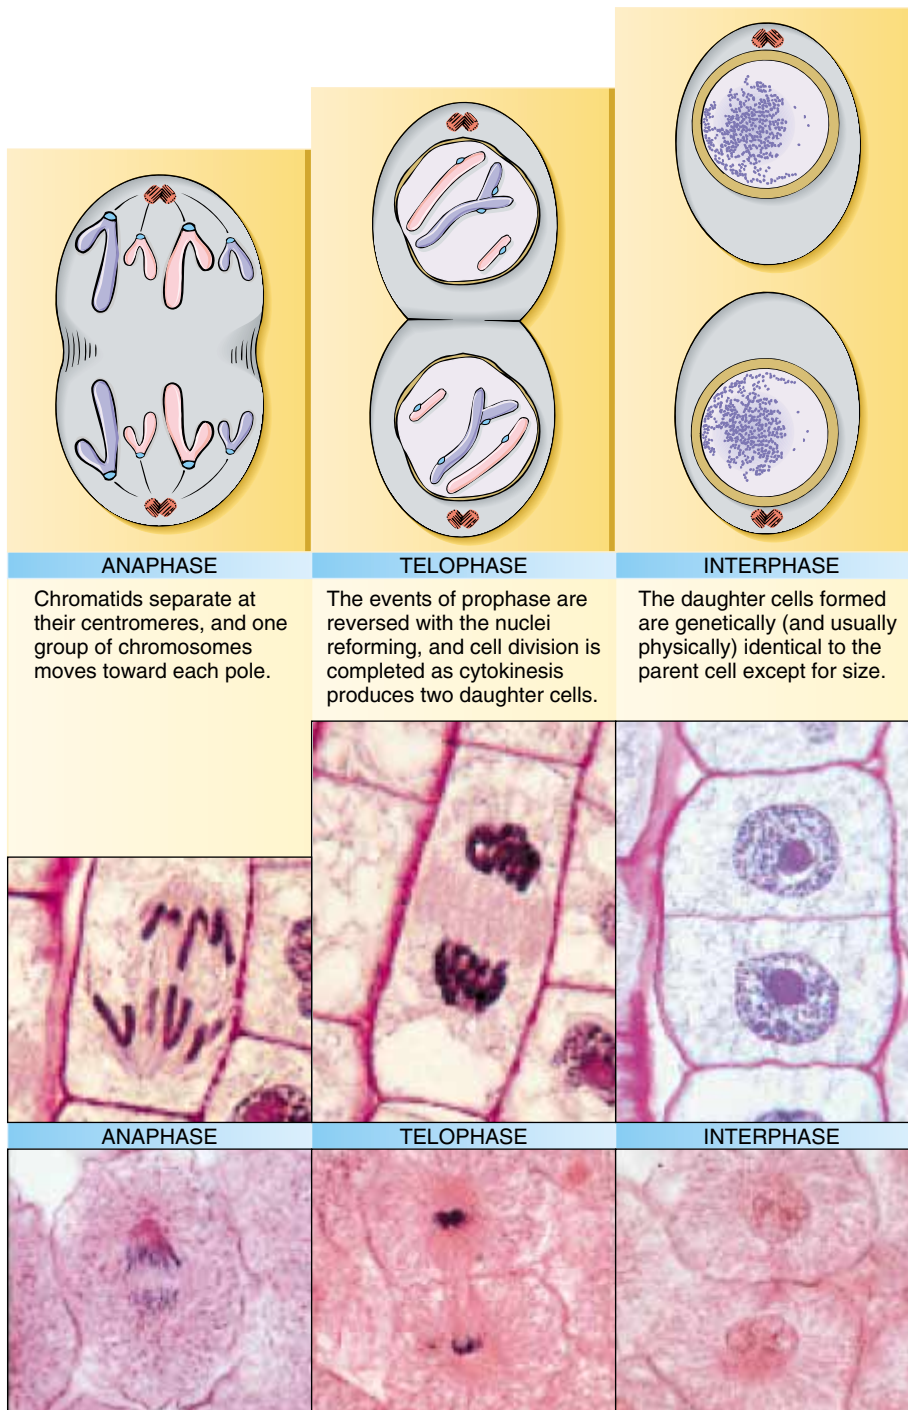 ANAPHASE
Chromatids separate at
their centromeres, and one
group of chromosomes
moves toward each pole.
TELOPHASE
The events of prophase are
reversed with the nuclei
reforming, and cell division is
completed as cytokinesis
produces two daughter cells.
INTERPHASE
The daughter cells formed
are genetically (and usually
physically) identical to the
parent cell except for size.
ANAPHASE
TELOPHASE
INTERPHASE